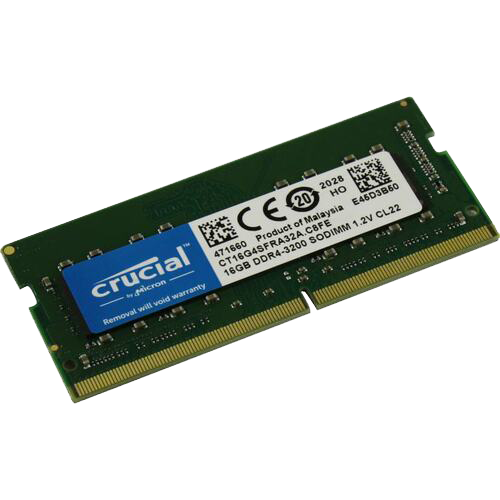 crucial
by Micron
Removal will void warranty
471660
Product of Malaysia
CT16G4SFRA32A.C8FE
16GB DDR4-3200 SODIMM 1.2V CL22
CE
20
2028
HO
E45D3B50